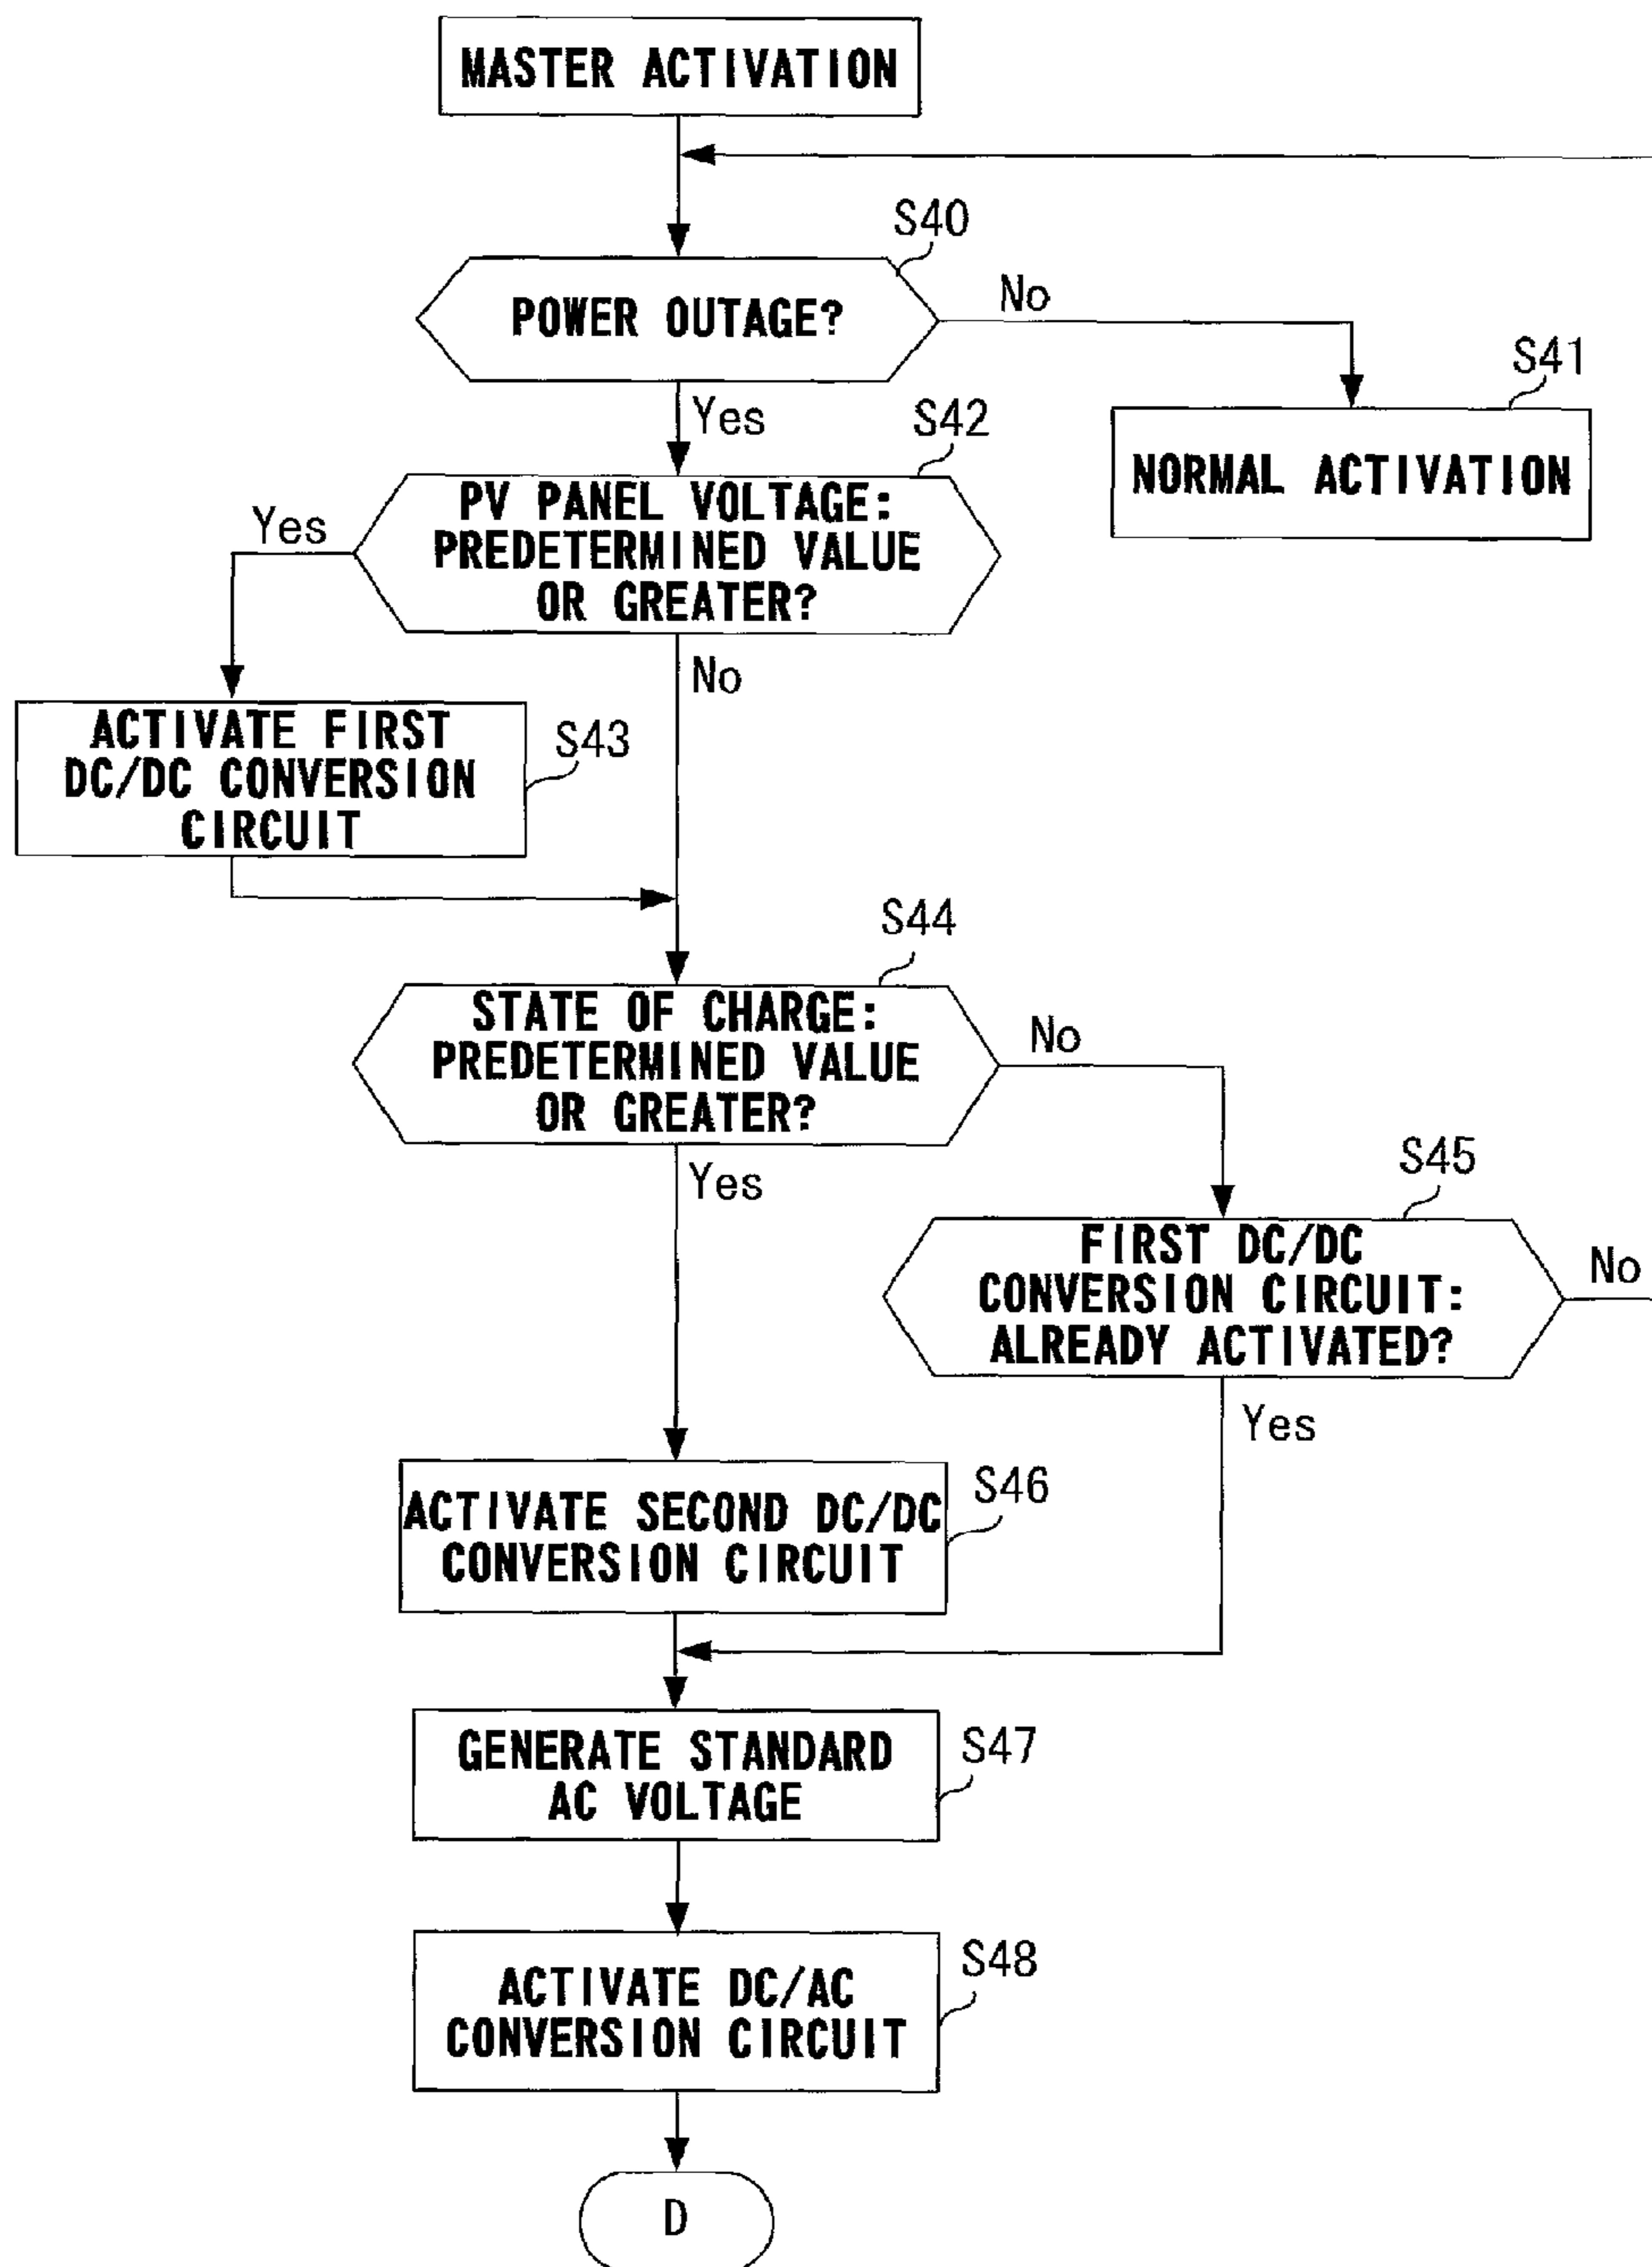 MASTER ACTIVATION
S40
POWER OUTAGE?
No
S41
Yes
NORMAL ACTIVATION
S42
PV PANEL VOLTAGE:
PREDETERMINED VALUE
OR GREATER?
Yes
No
ACTIVATE FIRST
DC/DC CONVERSION
CIRCUIT
S43
S44
STATE OF CHARGE:
PREDETERMINED VALUE
OR GREATER?
No
Yes
S45
FIRST DC/DC
CONVERSION CIRCUIT:
ALREADY ACTIVATED?
No
Yes
ACTIVATE SECOND DC/DC
CONVERSION CIRCUIT
S46
GENERATE STANDARD
AC VOLTAGE
S47
ACTIVATE DC/AC
CONVERSION CIRCUIT
S48
D